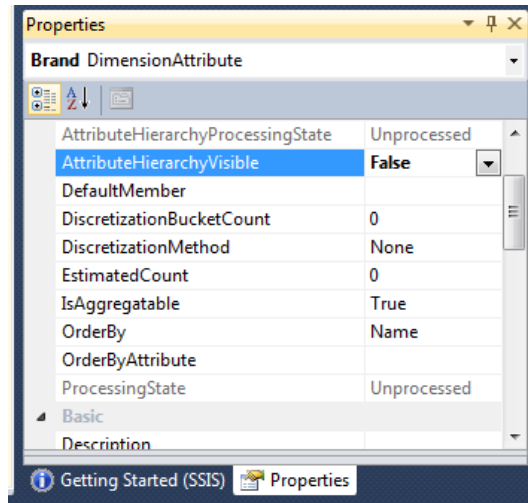 Properties
Brand DimensionAttribute
AttributeHierarchyProcessingState Unprocessed
AttributeHierarchyVisible False
DefaultMember
DiscretizationBucketCount 0
DiscretizationMethod None
EstimatedCount 0
IsAggregatable True
OrderBy Name
OrderByAttribute
ProcessingState Unprocessed
Basic
Description
Getting Started (SSIS) Properties